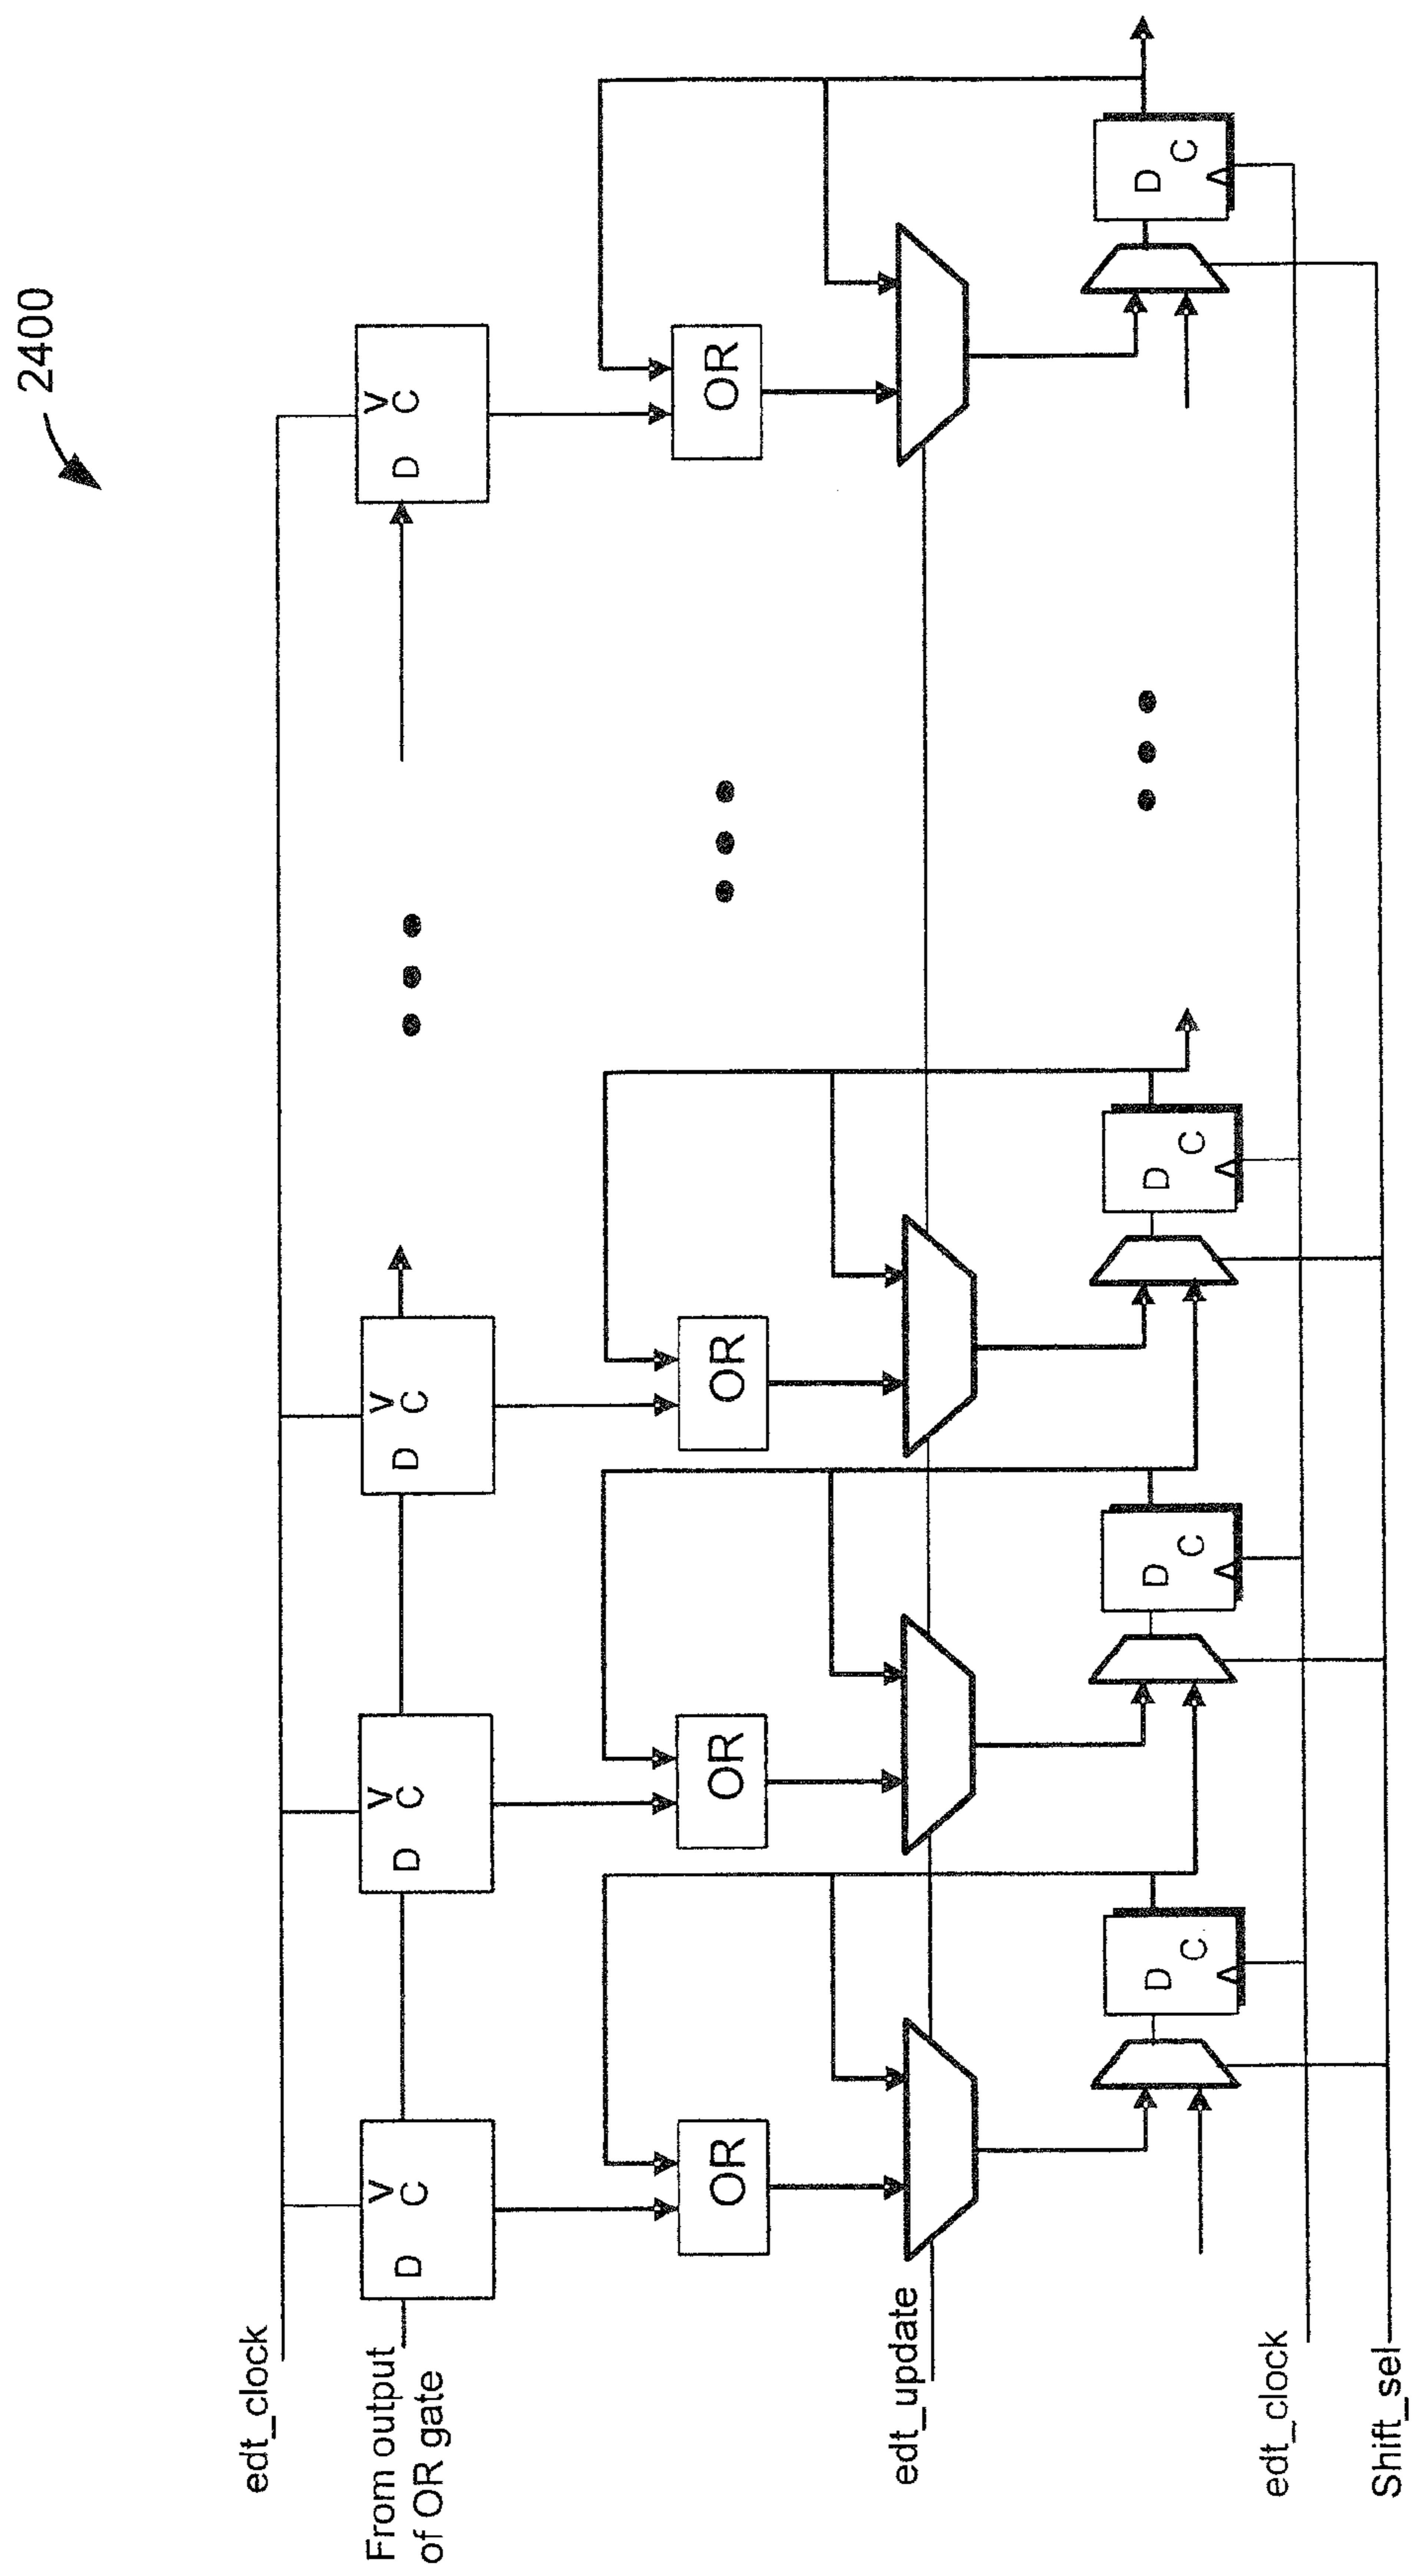 2400
edt_clock
D C
D C
D C
D C
From output
of OR gate
OR
OR
OR
OR
edt_update
D C
D C
D C
D C
edt_clock
Shift_sel